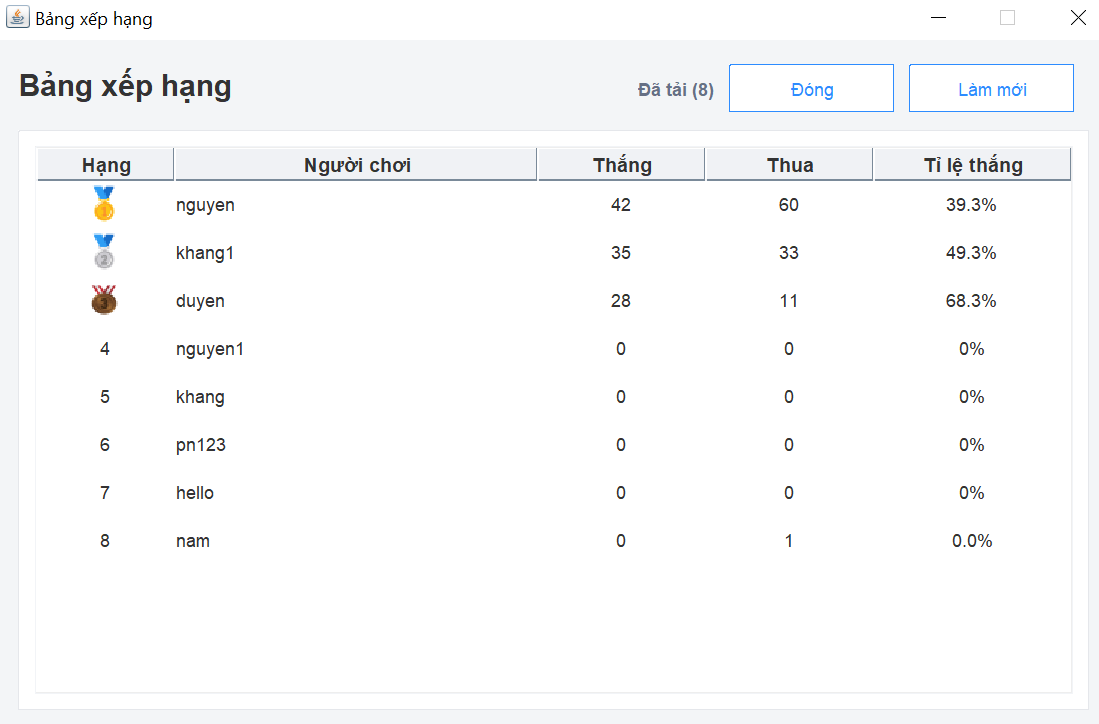 Bảng xếp hạng
Bảng xếp hạng Đã tải (8) Đóng Làm mới
Hạng Người chơi Thắng Thua Tỉ lệ thắng
1 nguyen 42 60 39.3%
2 khang1 35 33 49.3%
3 duyen 28 11 68.3%
4 nguyen1 0 0 0%
5 khang 0 0 0%
6 pn123 0 0 0%
7 hello 0 0 0%
8 nam 0 1 0.0%